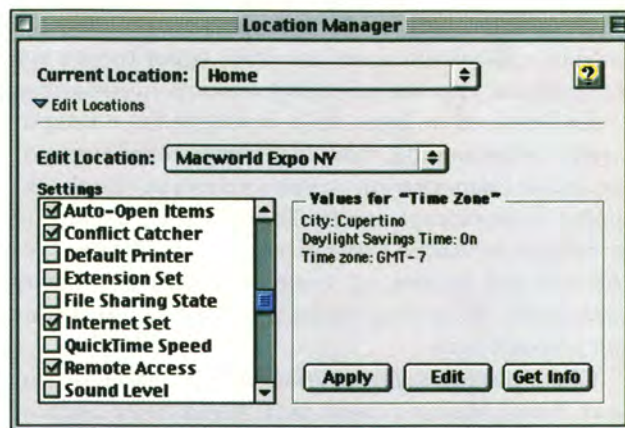 Location Manager
Current Location: Home
?
Edit Locations
Edit Location: Macworld Expo NY
Settings
Auto-Open Items
Conflict Catcher
Default Printer
Extension Set
File Sharing State
Internet Set
QuickTime Speed
Remote Access
Sound Level
Values for "Time Zone"
City: Cupertino
Daylight Savings Time: On
Time zone: GMT-7
Apply
Edit
Get Info